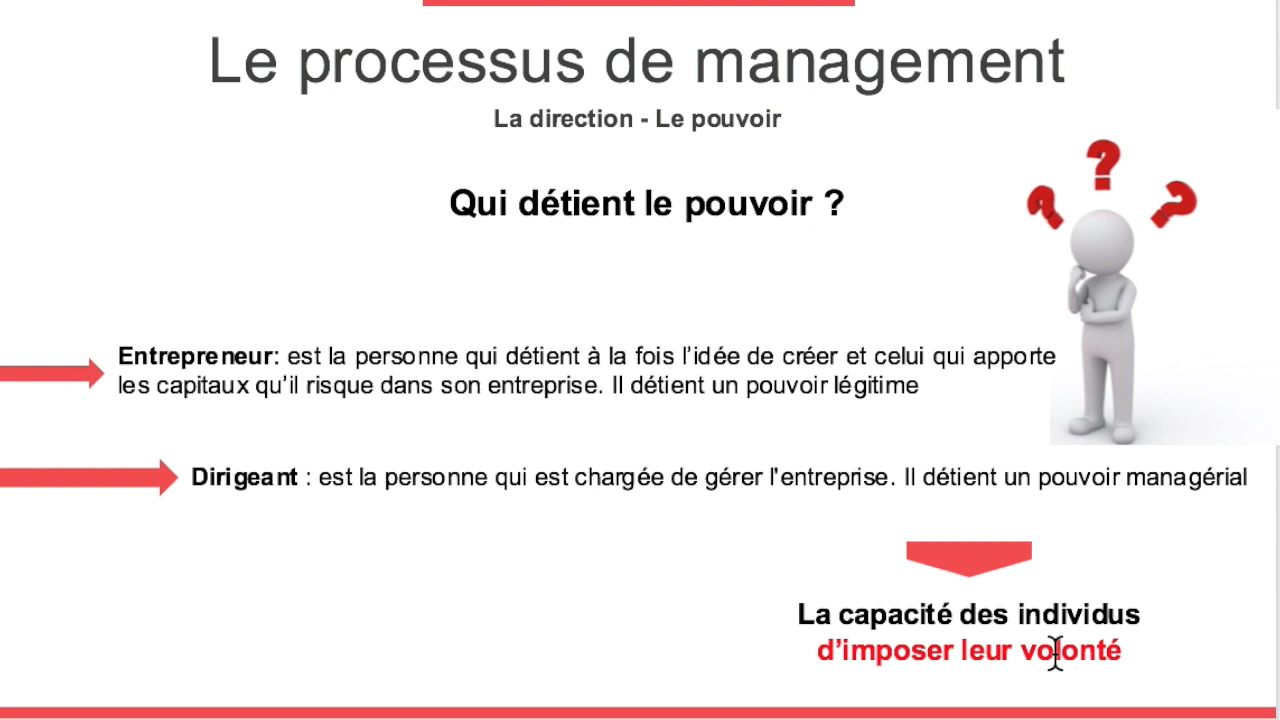 Le processus de management
La direction - Le pouvoir
Qui détient le pouvoir ?
Entrepreneur: est la personne qui détient à la fois l’idée de créer et celui qui apporte
les capitaux qu’il risque dans son entreprise. Il détient un pouvoir légitime
Dirigeant : est la personne qui est chargée de gérer l'entreprise. Il détient un pouvoir managérial
La capacité des individus
d’imposer leur volonté